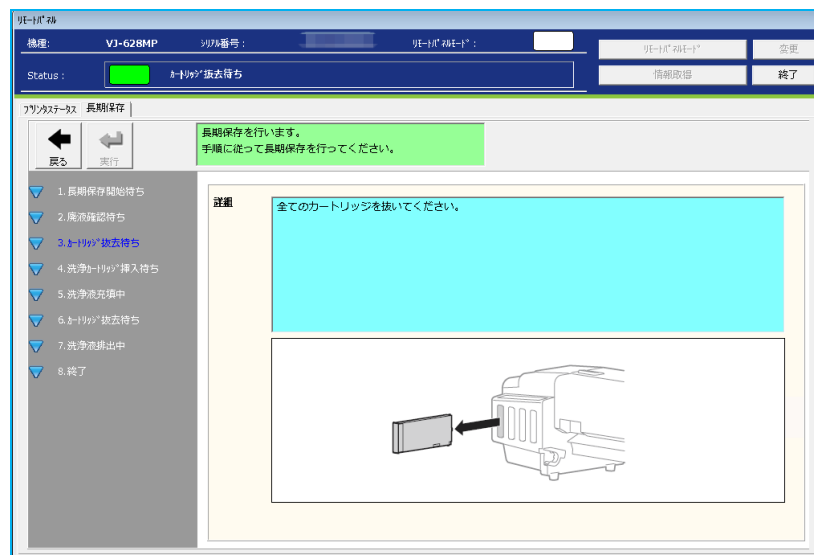 ﾘﾓｰﾄﾊﾟﾈﾙ
機種: VJ-628MP ｼﾘｱﾙ番号: ﾘﾓｰﾄﾊﾟﾈﾙﾓｰﾄﾞ: ﾘﾓｰﾄﾊﾟﾈﾙﾓｰﾄﾞ 変更
Status : ｶｰﾄﾘｯｼﾞ抜去待ち 情報取得 終了
ﾌﾟﾘﾝﾀｽﾃｰﾀｽ 長期保存
戻る 実行
長期保存を行います。
手順に従って長期保存を行ってください。
1.長期保存開始待ち
2.廃液確認待ち
3.ｶｰﾄﾘｯｼﾞ抜去待ち
4.洗浄ｶｰﾄﾘｯｼﾞ挿入待ち
5.洗浄液充填中
6.ｶｰﾄﾘｯｼﾞ抜去待ち
7.洗浄液排出中
8.終了
詳細
全てのカートリッジを抜いてください。